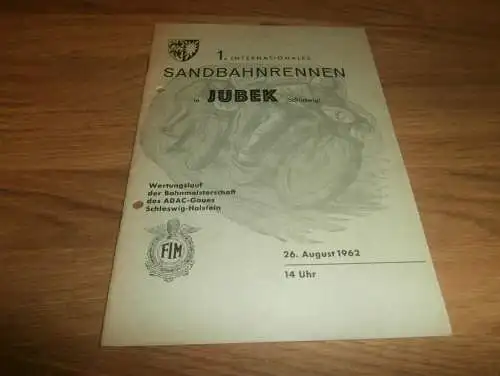 1. INTERNATIONALES
SANDBAHNRENNEN
in JUBEK (Schleswig)
Wertungslauf
der Bahnmeisterschaft
des ADAC-Gaues
Schleswig-Holstein
FIM
26. August 1962
14 Uhr